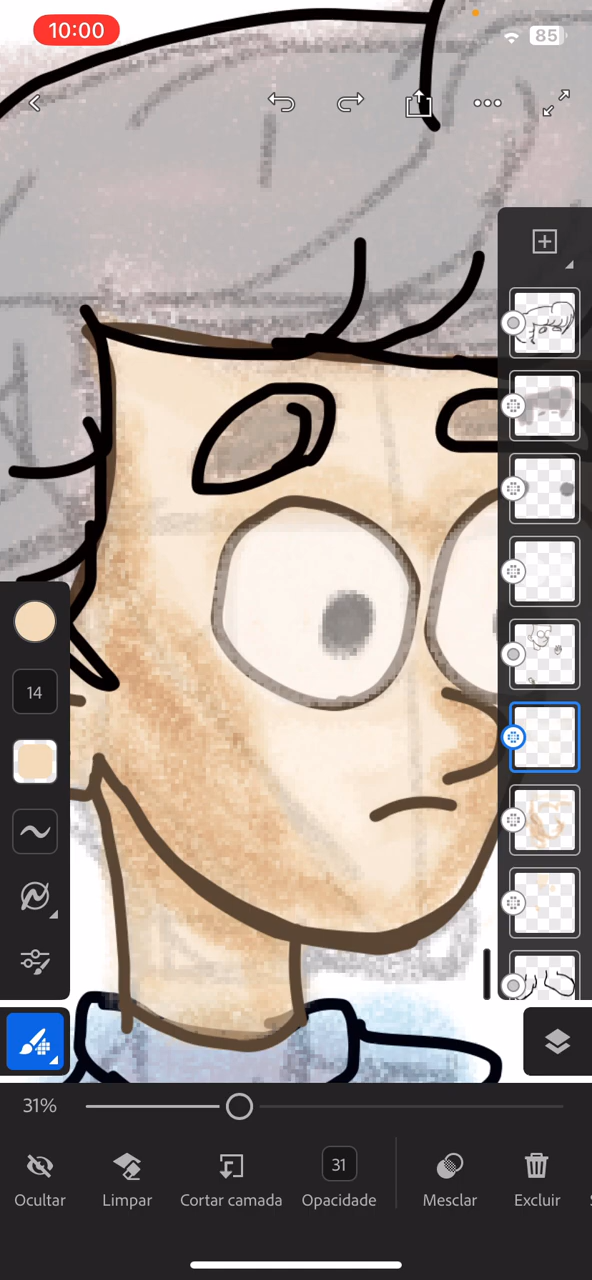 10:00
85
14
31%
31
Ocultar
Limpar
Cortar camada
Opacidade
Mesclar
Excluir